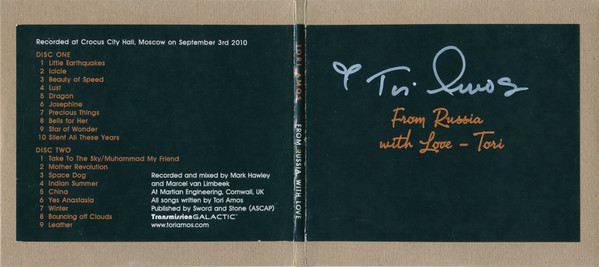 Recorded at Crocus City Hall, Moscow on September 3rd 2010
DISC ONE
1 Little Earthquakes
2 Icicle
3 Beauty of Speed
4 Lust
5 Dragon
6 Josephine
7 Precious Things
8 Bells for Her
9 Star of Wonder
10 Silent All These Years
DISC TWO
1 Take To The Sky/Muhammad My Friend
2 Mother Revolution
3 Space Dog
4 Indian Summer
5 China
6 Yes Anastasia
7 Winter
8 Bouncing off Clouds
9 Leather
Recorded and mixed by Mark Hawley
and Marcel van Limbeek
At Martian Engineering, Cornwall, UK
All songs written by Tori Amos
Published by Sword and Stone (ASCAP)
TransmissionGALACTIC™
www.toriamos.com
TORI AMOS
FROM RUSSIA WITH LOVE
Tori Amos
From Russia
with Love – Tori